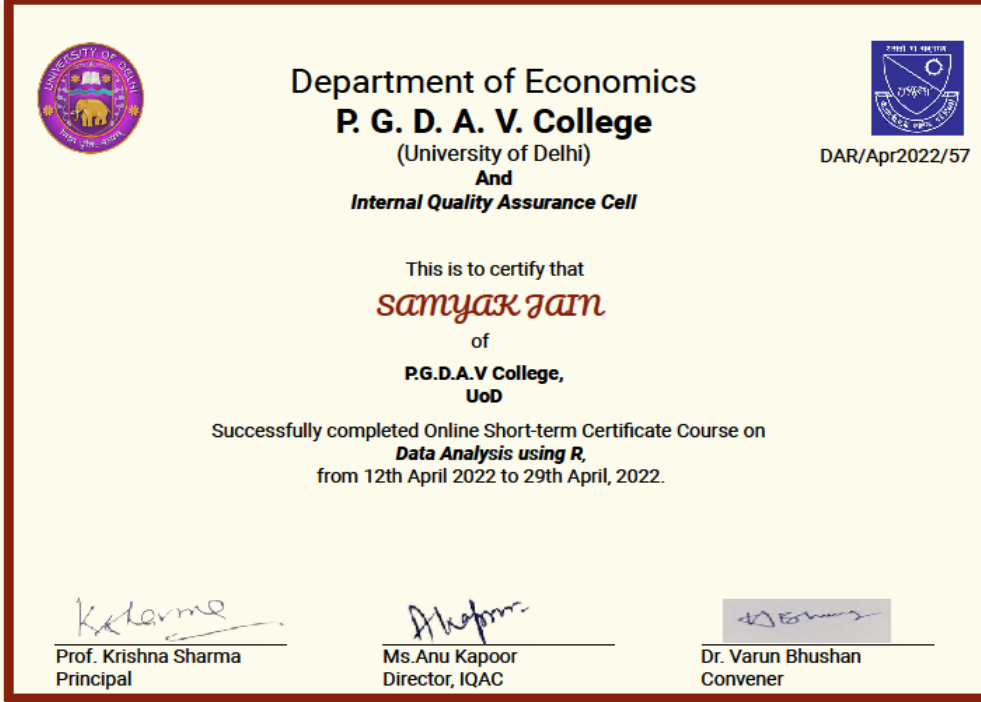 UNIVERSITY OF DELHI
Department of Economics
P. G. D. A. V. College
(University of Delhi)
And
Internal Quality Assurance Cell
DAR/Apr2022/57
This is to certify that
SAMYAK JAIN
of
P.G.D.A.V College,
UoD
Successfully completed Online Short-term Certificate Course on
Data Analysis using R,
from 12th April 2022 to 29th April, 2022.
Prof. Krishna Sharma
Principal
Ms.Anu Kapoor
Director, IQAC
Dr. Varun Bhushan
Convener